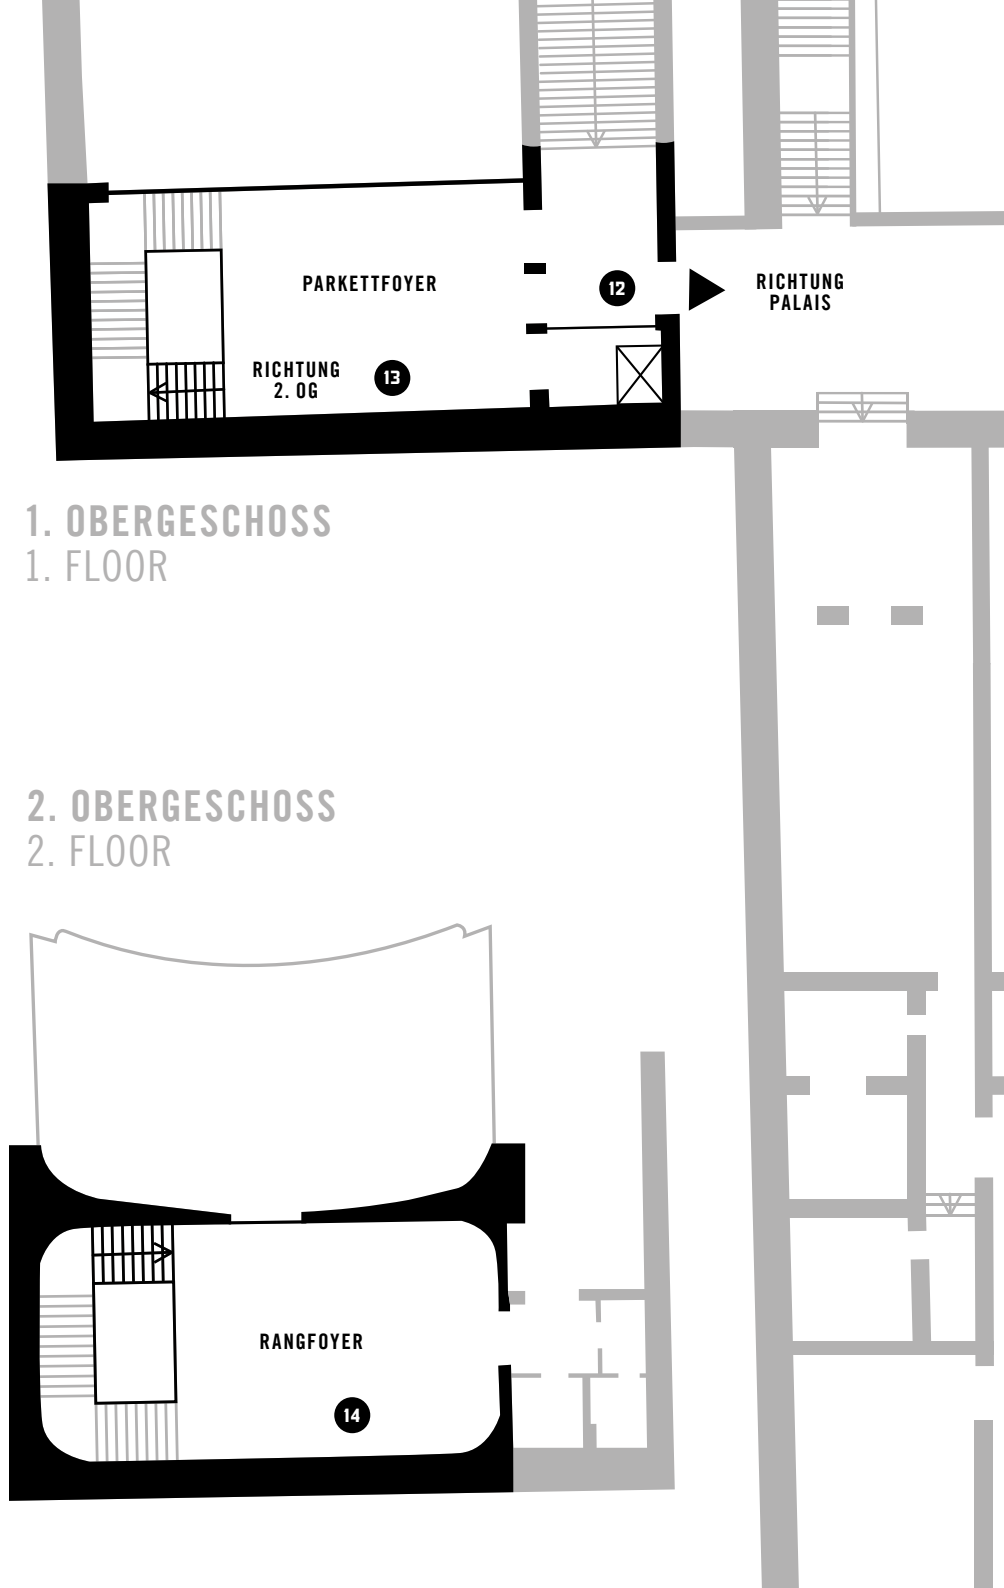 PARKETTFOYER
12
RICHTUNG
PALAIS
RICHTUNG
2. OG
13
1. OBERGESCHOSS
1. FLOOR
2. OBERGESCHOSS
2. FLOOR
RANGFOYER
14